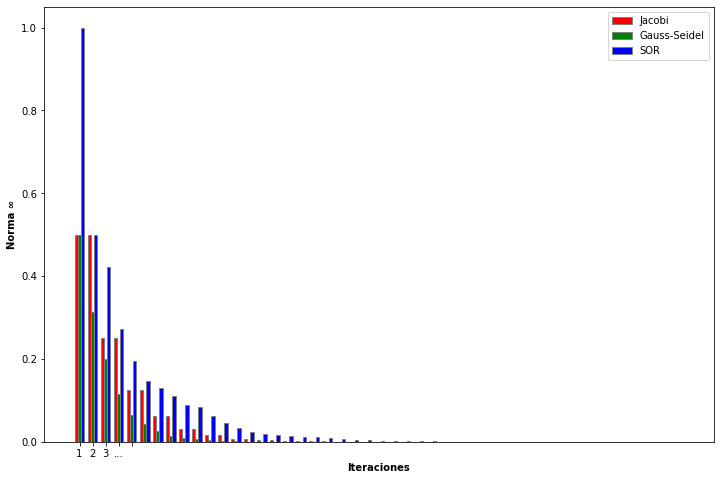 Jacobi
Gauss-Seidel
SOR
1.0
0.8
0.6
0.4
0.2
0.0
Norma ∞
1 2 3 ...
Iteraciones